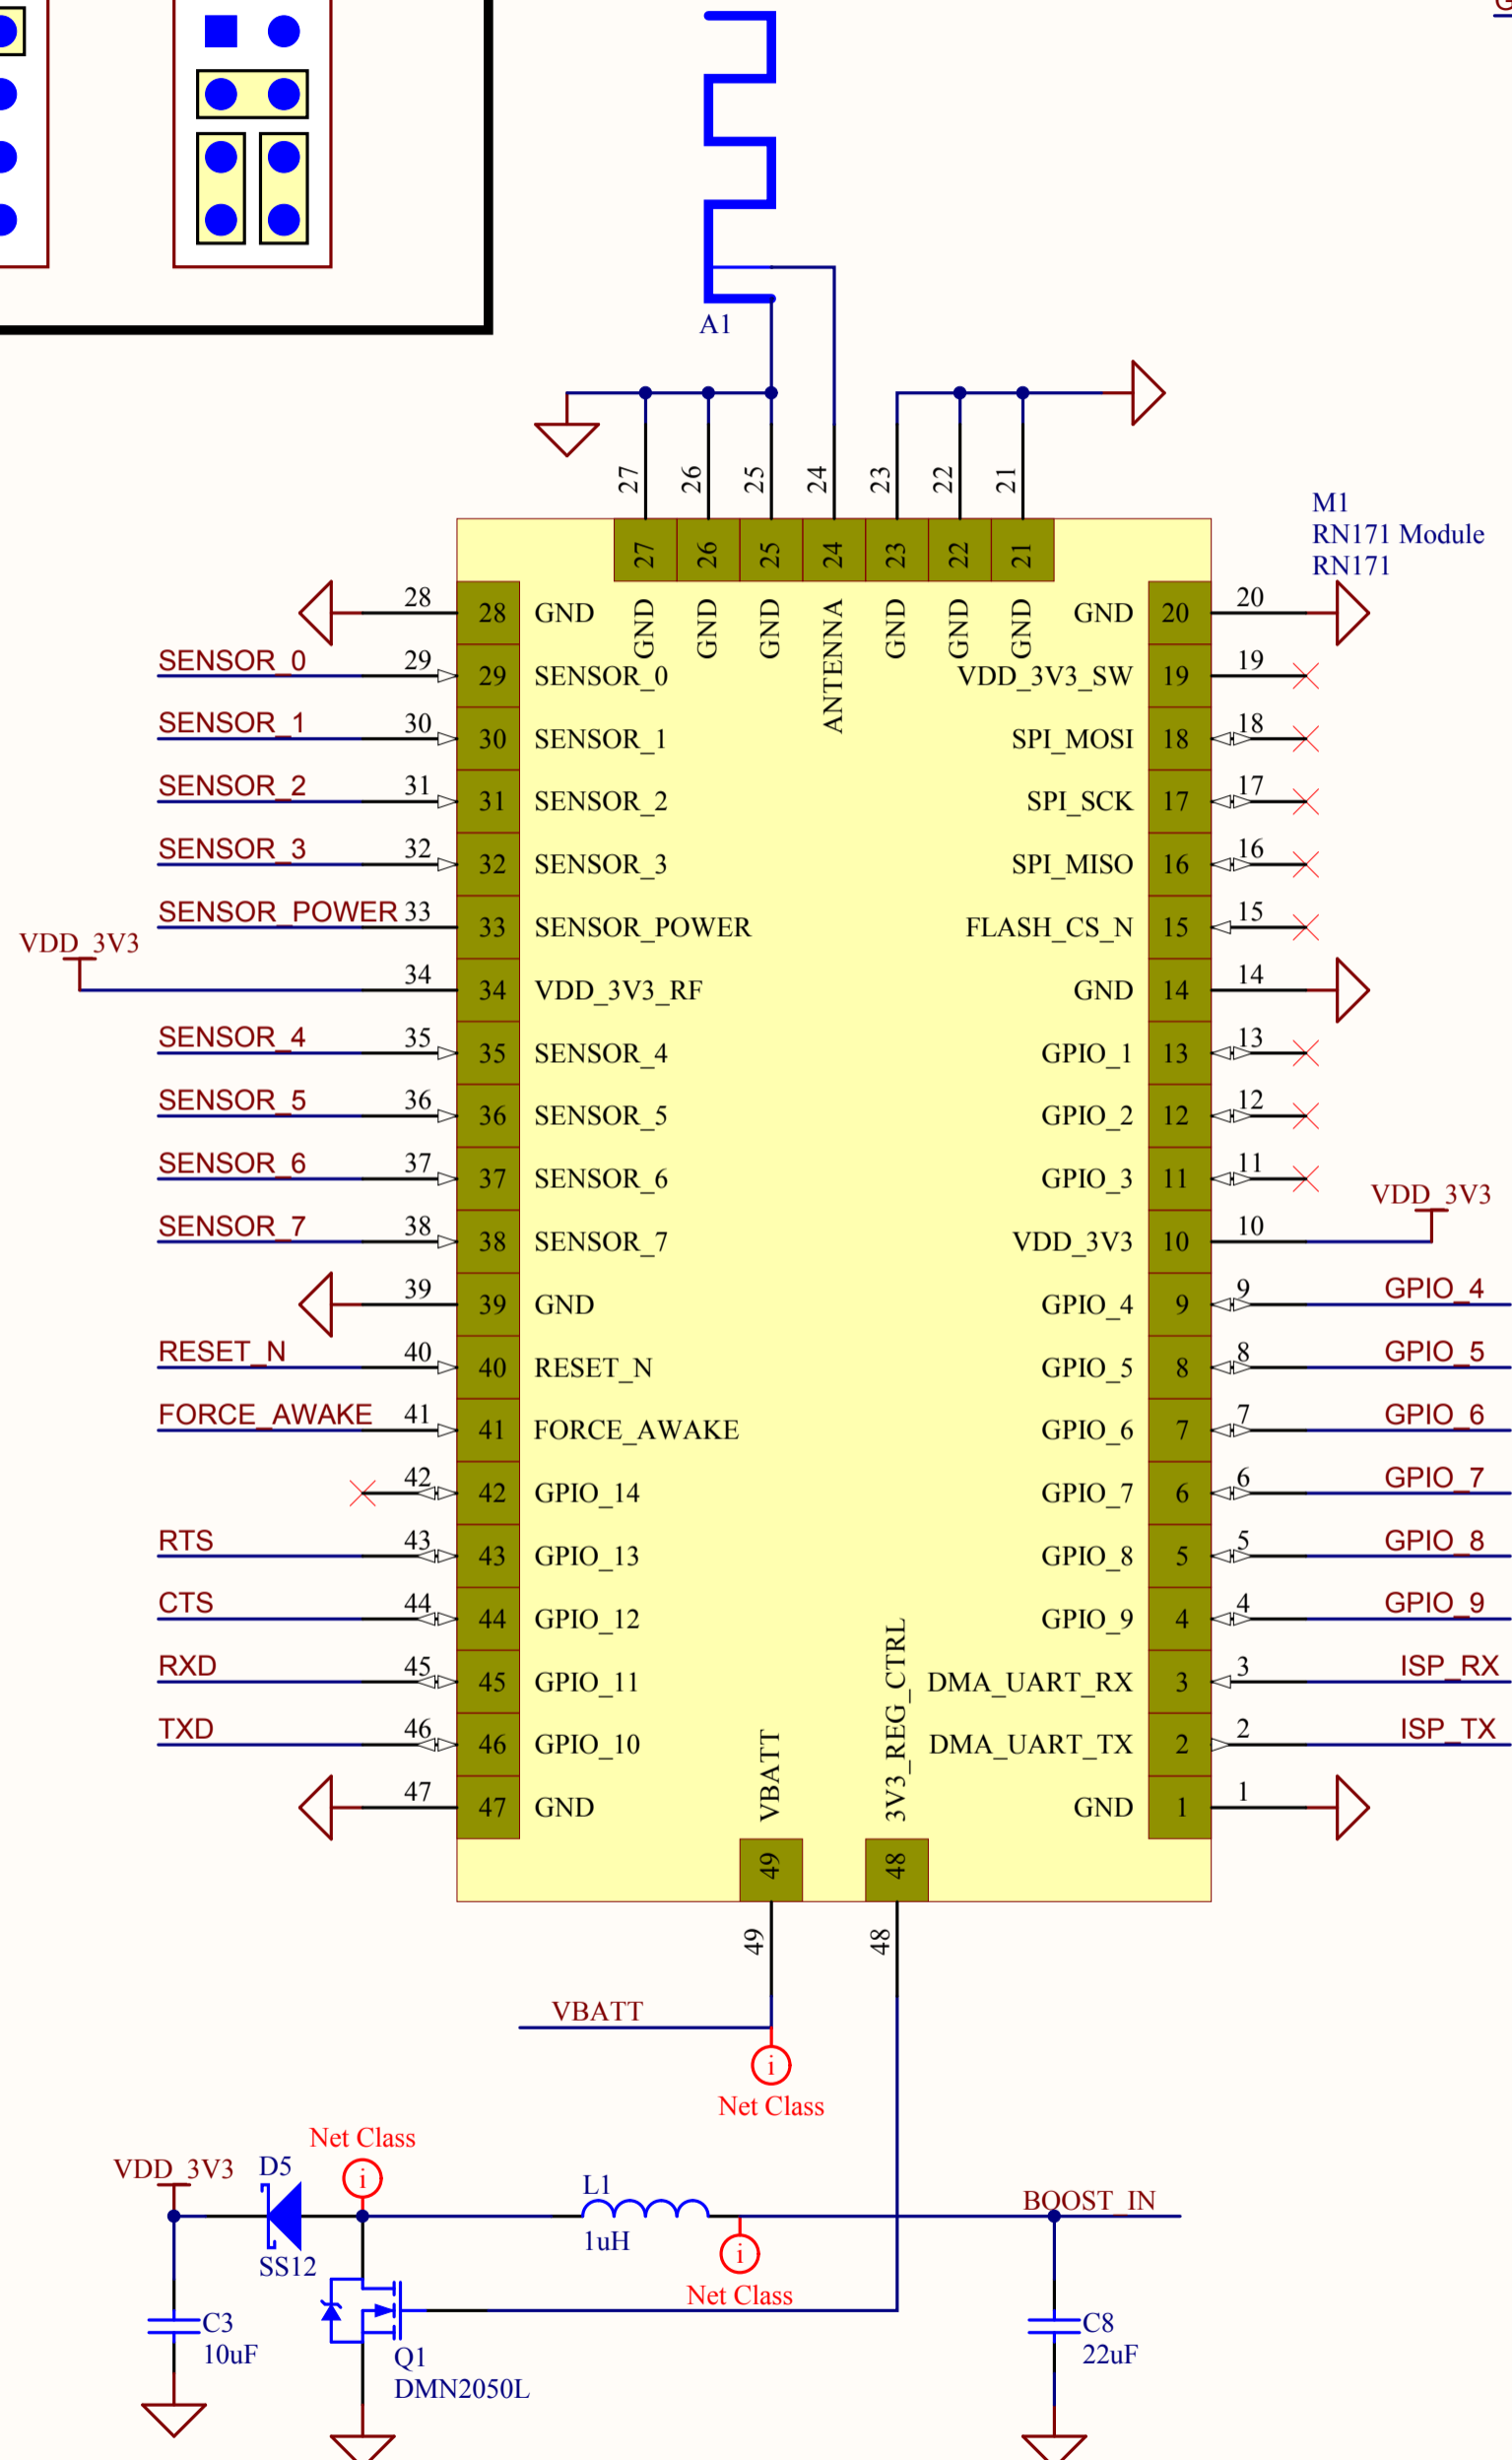 A1
27
26
25
24
23
22
21
M1
RN171 Module
RN171
27
26
25
24
23
22
21
GND
GND
GND
ANTENNA
GND
GND
GND
28
28
GND
GND
20
20
SENSOR_0
29
29
SENSOR_0
VDD_3V3_SW
19
19
SENSOR_1
30
30
SENSOR_1
SPI_MOSI
18
18
SENSOR_2
31
31
SENSOR_2
SPI_SCK
17
17
SENSOR_3
32
32
SENSOR_3
SPI_MISO
16
16
SENSOR_POWER
33
33
SENSOR_POWER
FLASH_CS_N
15
15
VDD_3V3
34
34
VDD_3V3_RF
GND
14
14
SENSOR_4
35
35
SENSOR_4
GPIO_1
13
13
SENSOR_5
36
36
SENSOR_5
GPIO_2
12
12
SENSOR_6
37
37
SENSOR_6
GPIO_3
11
11
SENSOR_7
38
38
SENSOR_7
VDD_3V3
10
10
VDD_3V3
39
39
GND
GPIO_4
9
9
GPIO_4
RESET_N
40
40
RESET_N
GPIO_5
8
8
GPIO_5
FORCE_AWAKE
41
41
FORCE_AWAKE
GPIO_6
7
7
GPIO_6
42
42
GPIO_14
GPIO_7
6
6
GPIO_7
RTS
43
43
GPIO_13
GPIO_8
5
5
GPIO_8
CTS
44
44
GPIO_12
GPIO_9
4
4
GPIO_9
RXD
45
45
GPIO_11
DMA_UART_RX
3
3
ISP_RX
TXD
46
46
GPIO_10
DMA_UART_TX
2
2
ISP_TX
47
47
GND
GND
1
1
VBATT
3V3_REG_CTRL
49
48
49
48
VBATT
i
Net Class
Net Class
i
VDD_3V3
D5
SS12
L1
1uH
BOOST_IN
i
Net Class
C3
10uF
Q1
DMN2050L
C8
22uF